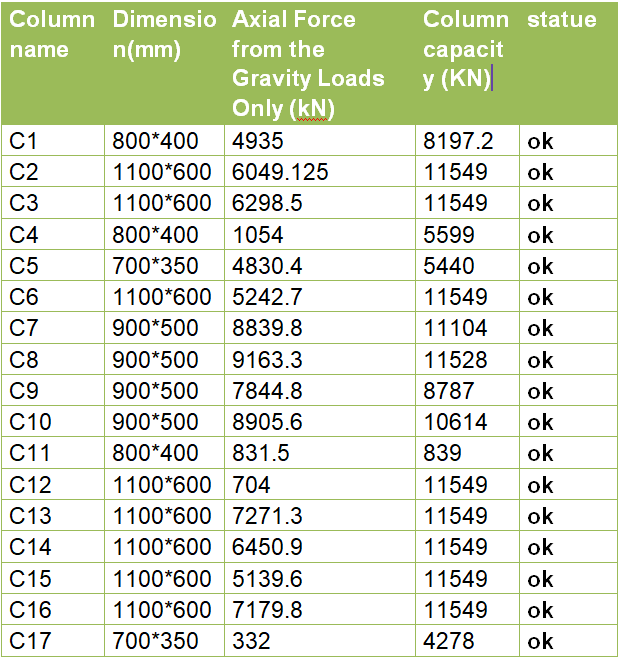 Column Dimensio Axial Force Column statue
name n(mm) from the capacit
Gravity Loads y (KN)
Only (kN)
C1 800*400 4935 8197.2 ok
C2 1100*600 6049.125 11549 ok
C3 1100*600 6298.5 11549 ok
C4 800*400 1054 5599 ok
C5 700*350 4830.4 5440 ok
C6 1100*600 5242.7 11549 ok
C7 900*500 8839.8 11104 ok
C8 900*500 9163.3 11528 ok
C9 900*500 7844.8 8787 ok
C10 900*500 8905.6 10614 ok
C11 800*400 831.5 839 ok
C12 1100*600 704 11549 ok
C13 1100*600 7271.3 11549 ok
C14 1100*600 6450.9 11549 ok
C15 1100*600 5139.6 11549 ok
C16 1100*600 7179.8 11549 ok
C17 700*350 332 4278 ok